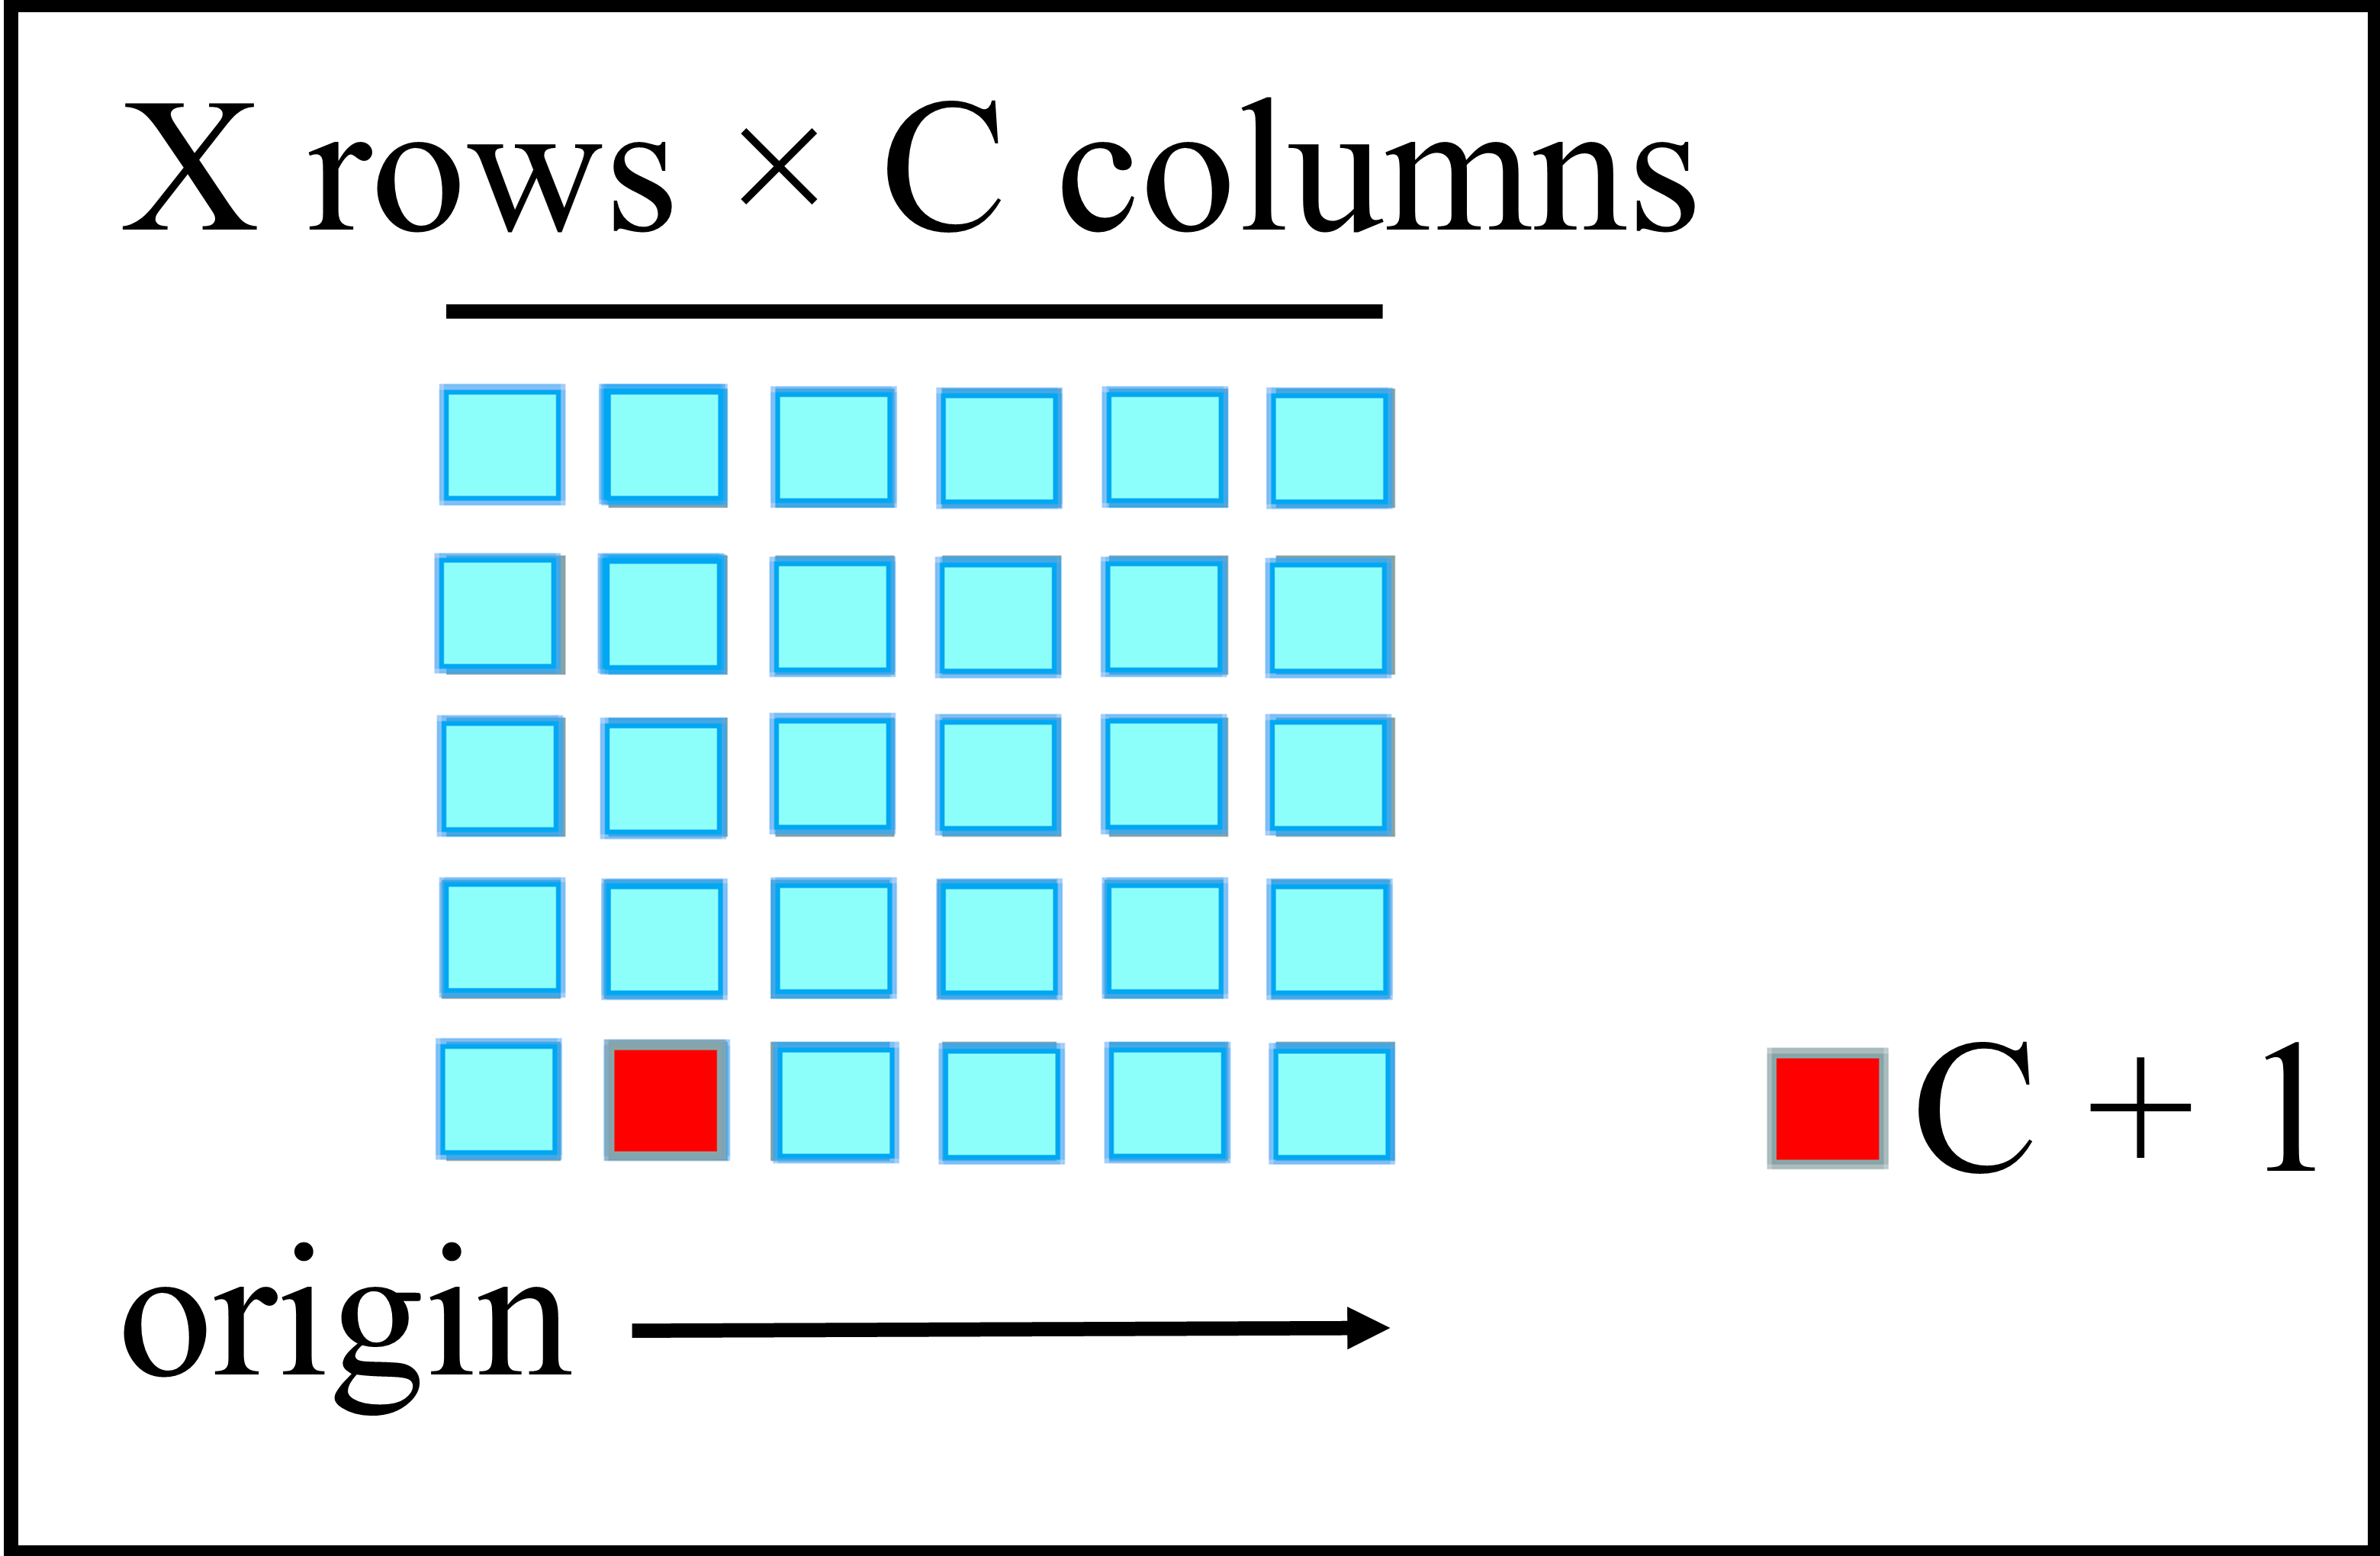 X rows × C columns
C + 1
origin